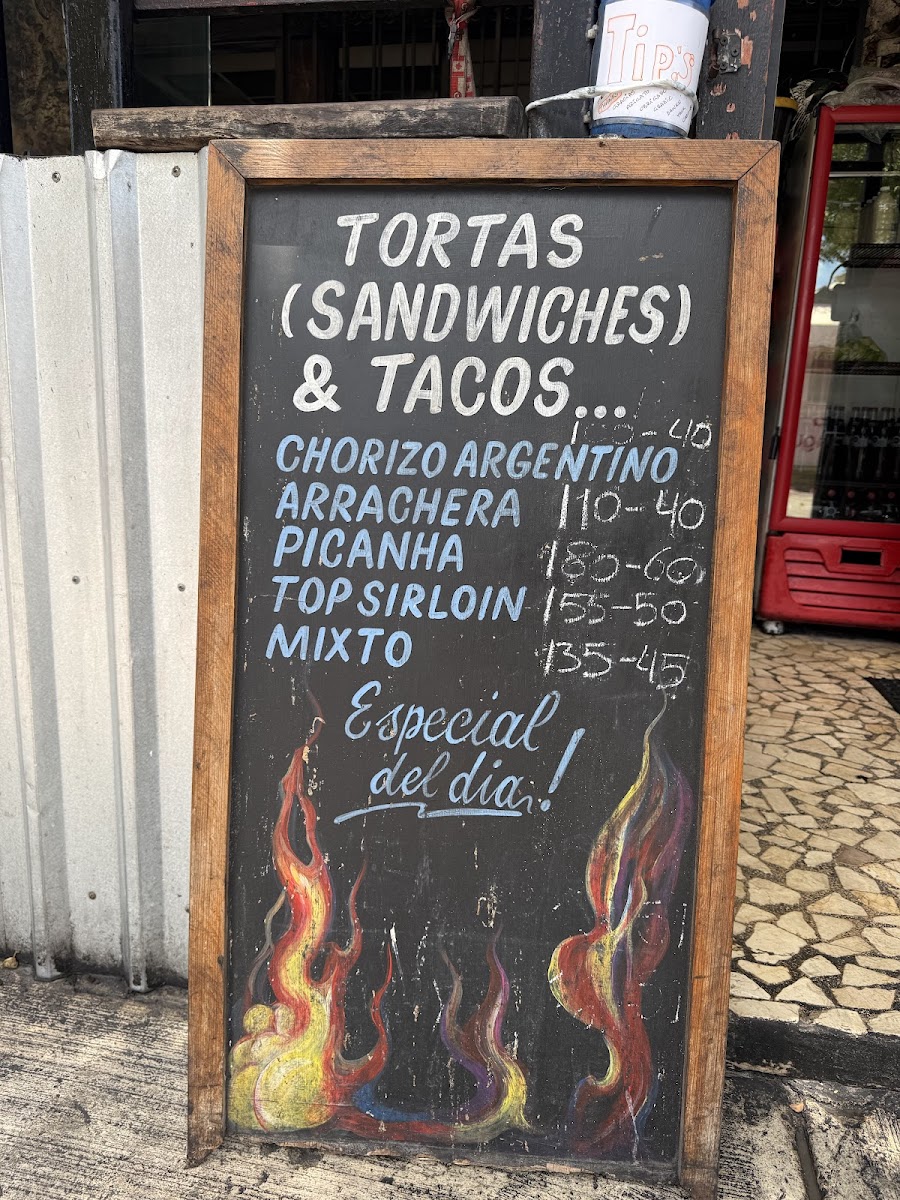 Tip's
TORTAS
(SANDWICHES)
& TACOS...
- 40
CHORIZO ARGENTINO
ARRACHERA 110-40
PICANHA 180-60
TOP SIRLOIN 155-50
MIXTO 135-45
Especial
del dia!